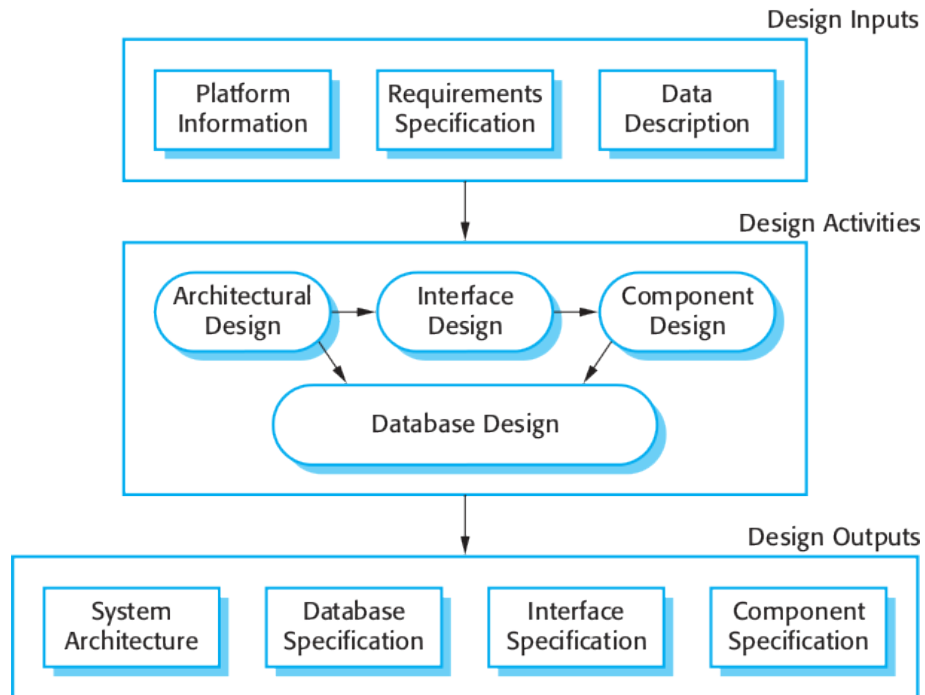 Design Inputs
Platform
Information
Requirements
Specification
Data
Description
Design Activities
Architectural
Design
Interface
Design
Component
Design
Database Design
Design Outputs
System
Architecture
Database
Specification
Interface
Specification
Component
Specification